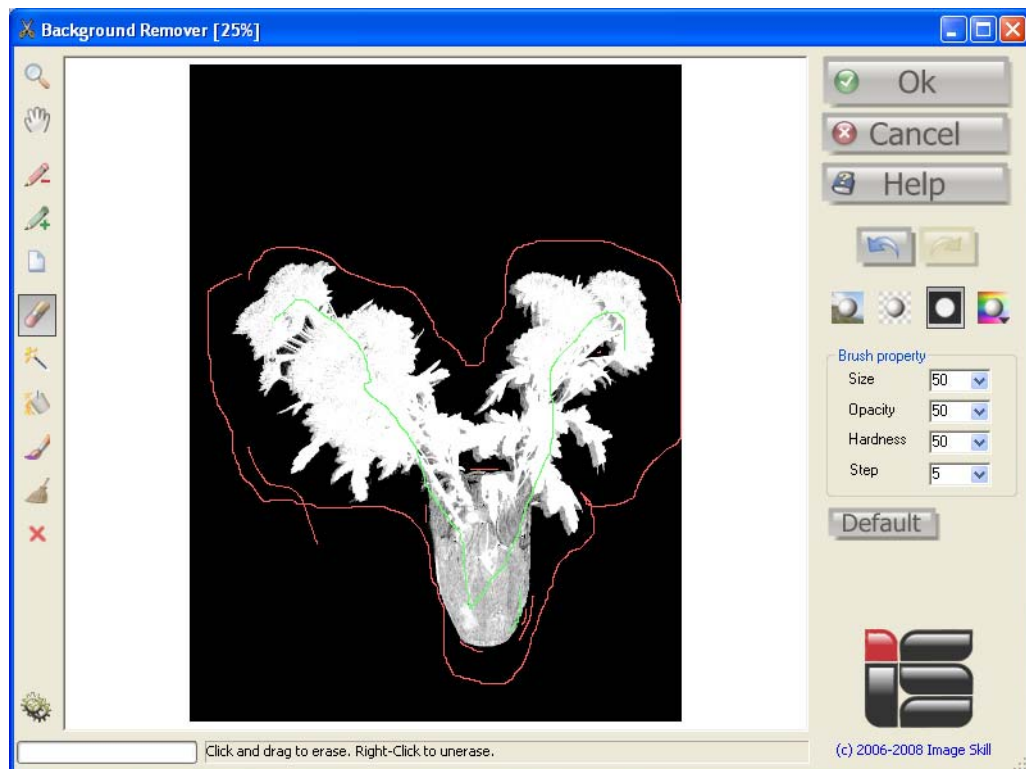 Background Remover [25%]
Ok
Cancel
Help
Brush property
Size 50
Opacity 50
Hardness 50
Step 5
Default
(c) 2006-2008 Image Skill
Click and drag to erase. Right-Click to unerase.